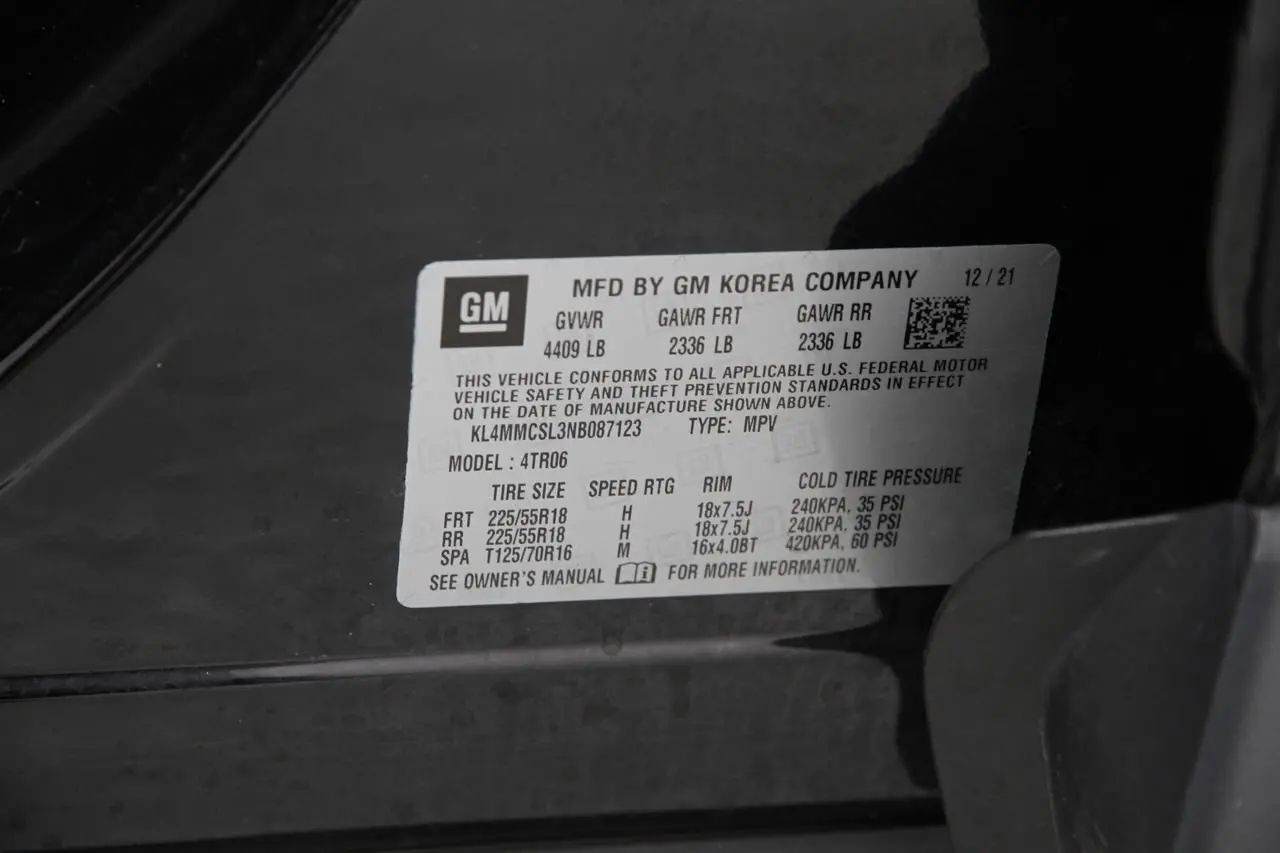 GM
MFD BY GM KOREA COMPANY 12 / 21
GVWR GAWR FRT GAWR RR
4409 LB 2336 LB 2336 LB
THIS VEHICLE CONFORMS TO ALL APPLICABLE U.S. FEDERAL MOTOR
VEHICLE SAFETY AND THEFT PREVENTION STANDARDS IN EFFECT
ON THE DATE OF MANUFACTURE SHOWN ABOVE.
KL4MMCSL3NB087123 TYPE: MPV
MODEL : 4TR06
TIRE SIZE SPEED RTG RIM COLD TIRE PRESSURE
FRT 225/55R18 H 18x7.5J 240KPA, 35 PSI
RR 225/55R18 H 18x7.5J 240KPA, 35 PSI
SPA T125/70R16 M 16x4.0BT 420KPA, 60 PSI
SEE OWNER'S MANUAL i FOR MORE INFORMATION.